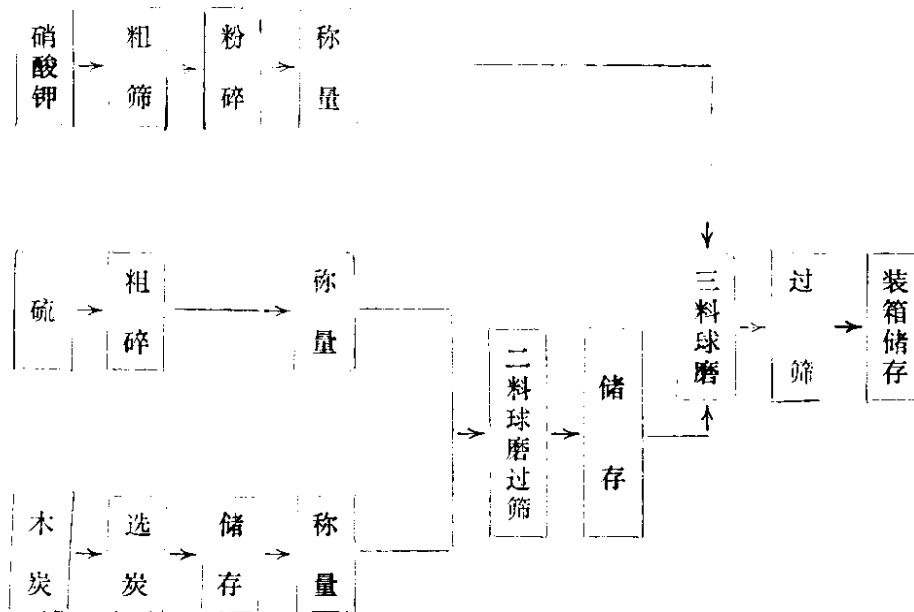 硝酸钾
粗筛
粉碎
称量
硫
粗碎
称量
木炭
选炭
储存
称量
二料球磨过筛
储存
三料球磨
过筛
装箱储存